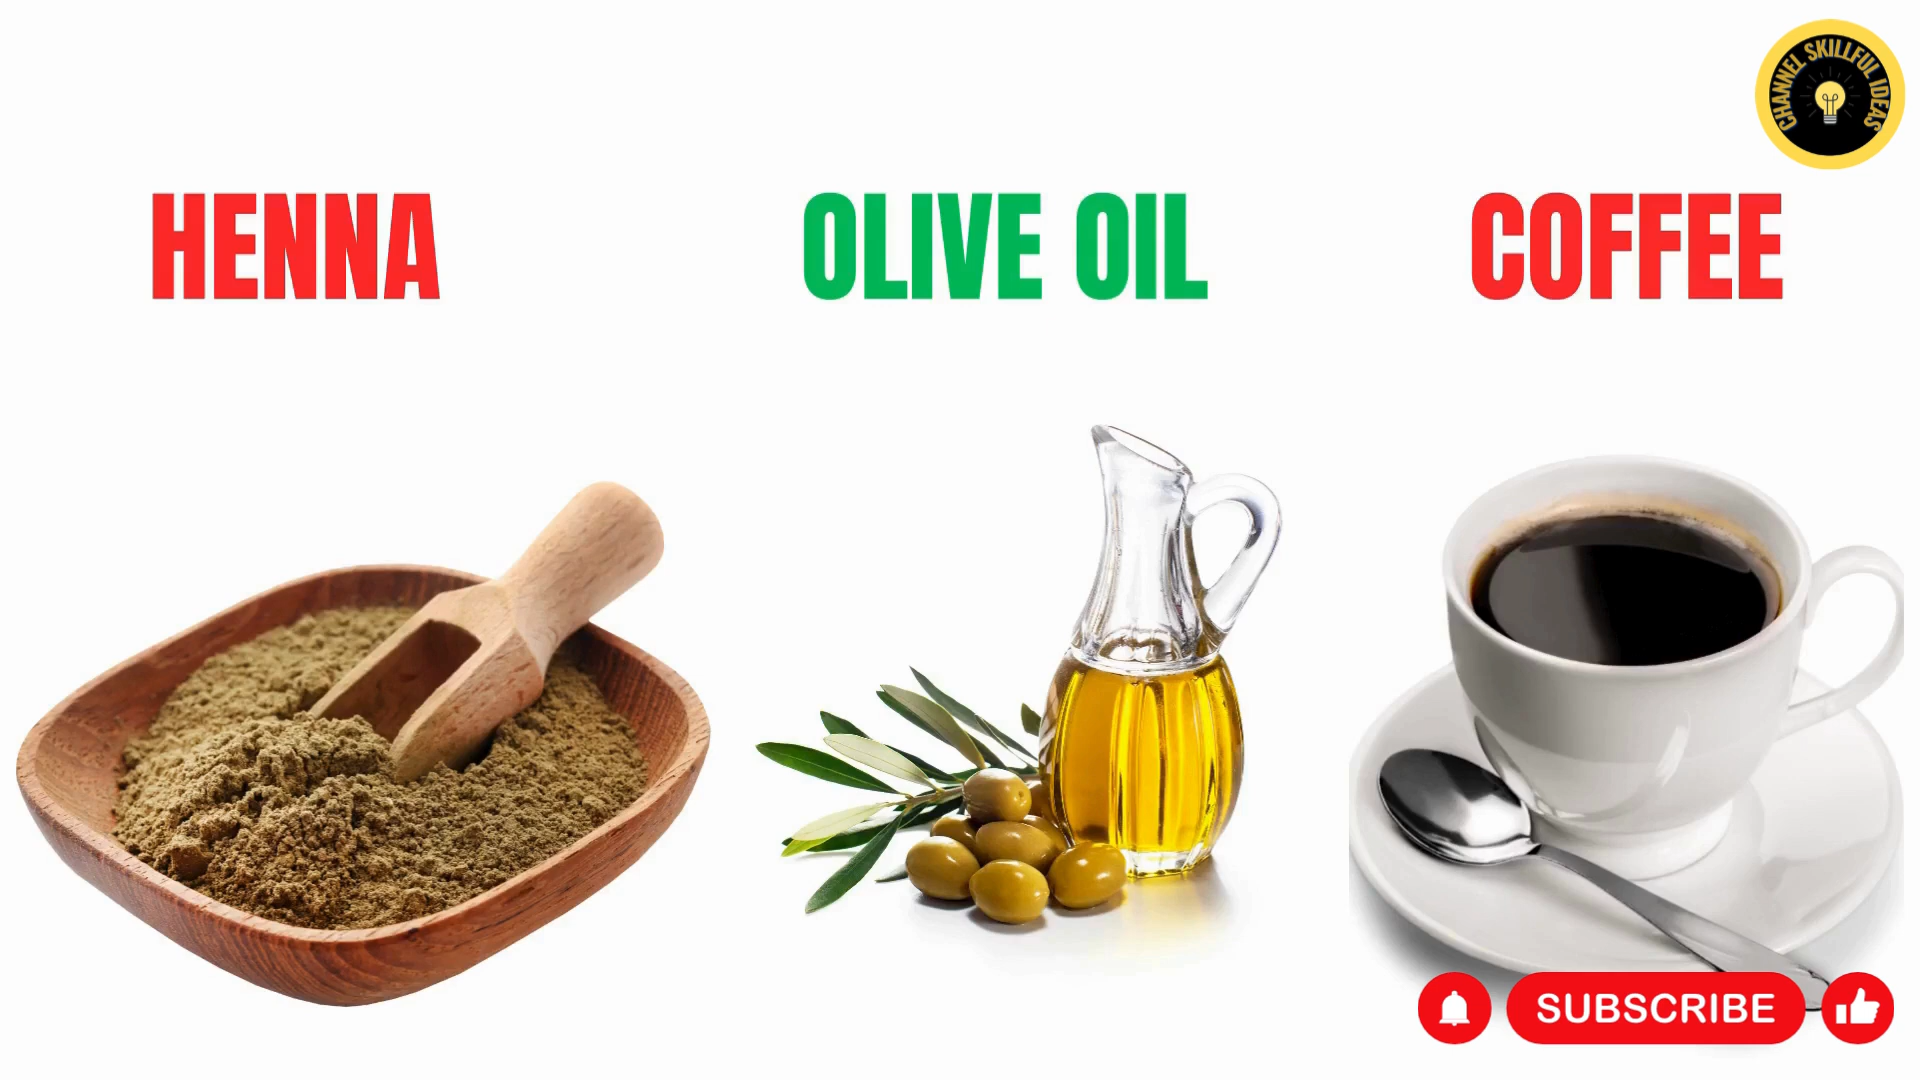 CHANNEL SKILLFUL IDEAS
HENNA
OLIVE OIL
COFFEE
SUBSCRIBE